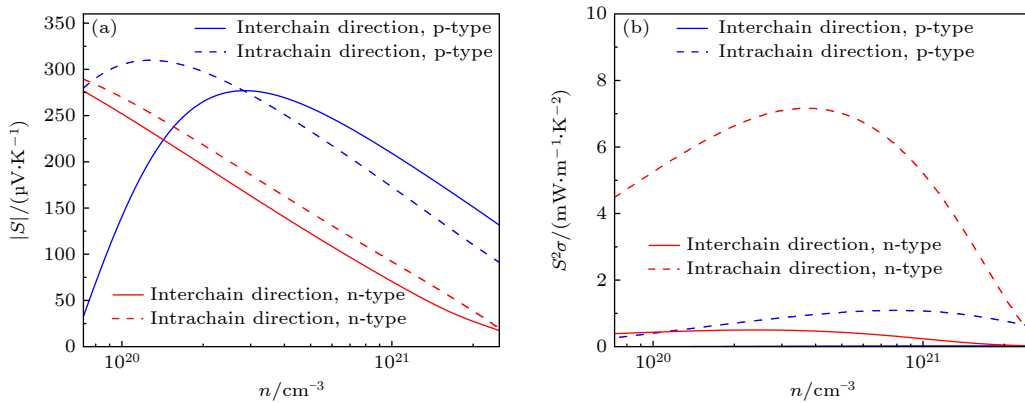 (a)
Interchain direction, p-type
Intrachain direction, p-type
Interchain direction, n-type
Intrachain direction, n-type
|S|/(µV·K⁻¹)
350
300
250
200
150
100
50
0
10²⁰
10²¹
n/cm⁻³
(b)
Interchain direction, p-type
Intrachain direction, p-type
Interchain direction, n-type
Intrachain direction, n-type
S²σ/(mW·m⁻¹·K⁻²)
10
8
6
4
2
0
10²⁰
10²¹
n/cm⁻³